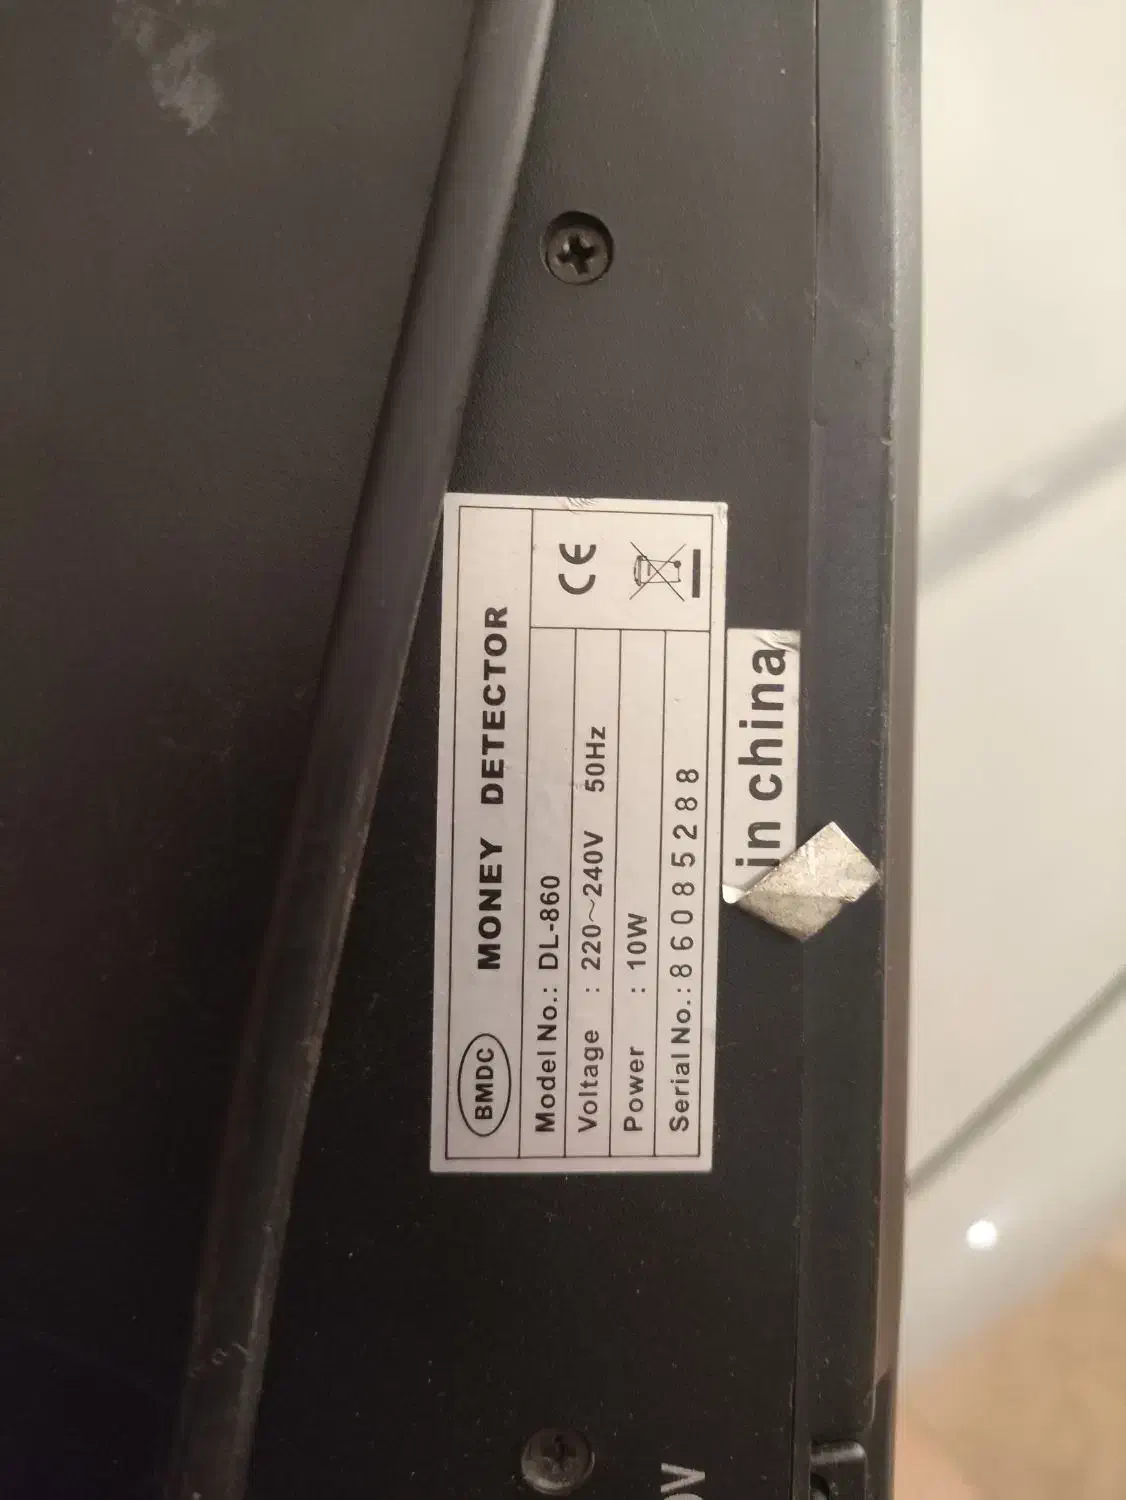 BMDC MONEY DETECTOR
CE
Model No.: DL-860
Voltage : 220~240V 50Hz
Power : 10W
Serial No.: 86085288
in china